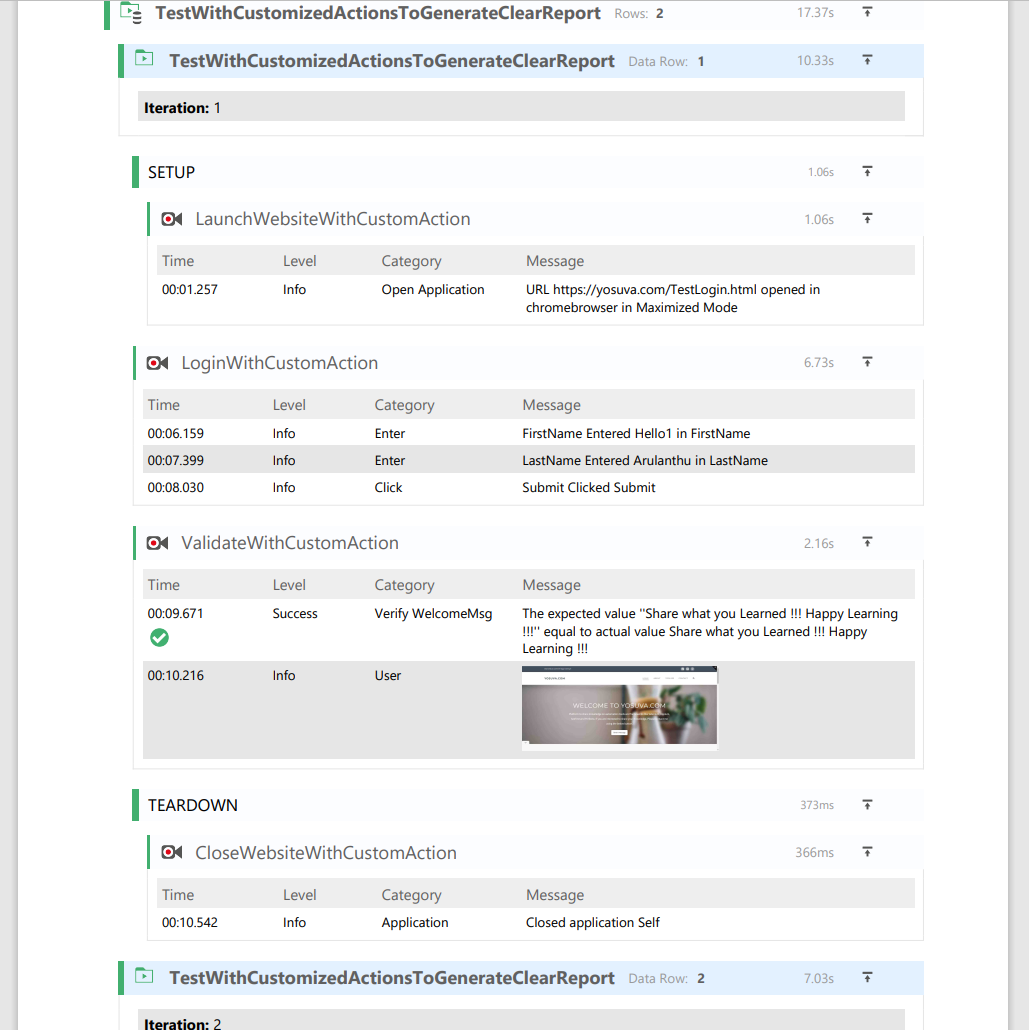 TestWithCustomizedActionsToGenerateClearReport Rows: 2 17.37s
TestWithCustomizedActionsToGenerateClearReport Data Row: 1 10.33s
Iteration: 1
SETUP 1.06s
LaunchWebsiteWithCustomAction 1.06s
Time Level Category Message
00:01.257 Info Open Application URL https://yosuva.com/TestLogin.html opened in
chromebrowser in Maximized Mode
LoginWithCustomAction 6.73s
Time Level Category Message
00:06.159 Info Enter FirstName Entered Hello1 in FirstName
00:07.399 Info Enter LastName Entered Arulanthu in LastName
00:08.030 Info Click Submit Clicked Submit
ValidateWithCustomAction 2.16s
Time Level Category Message
00:09.671 Success Verify WelcomeMsg The expected value ''Share what you Learned !!! Happy Learning
!!!'' equal to actual value Share what you Learned !!! Happy
Learning !!!
00:10.216 Info User
YOSUVA.COM
WELCOME TO YOSUVA.COM
TEARDOWN 373ms
CloseWebsiteWithCustomAction 366ms
Time Level Category Message
00:10.542 Info Application Closed application Self
TestWithCustomizedActionsToGenerateClearReport Data Row: 2 7.03s
Iteration: 2